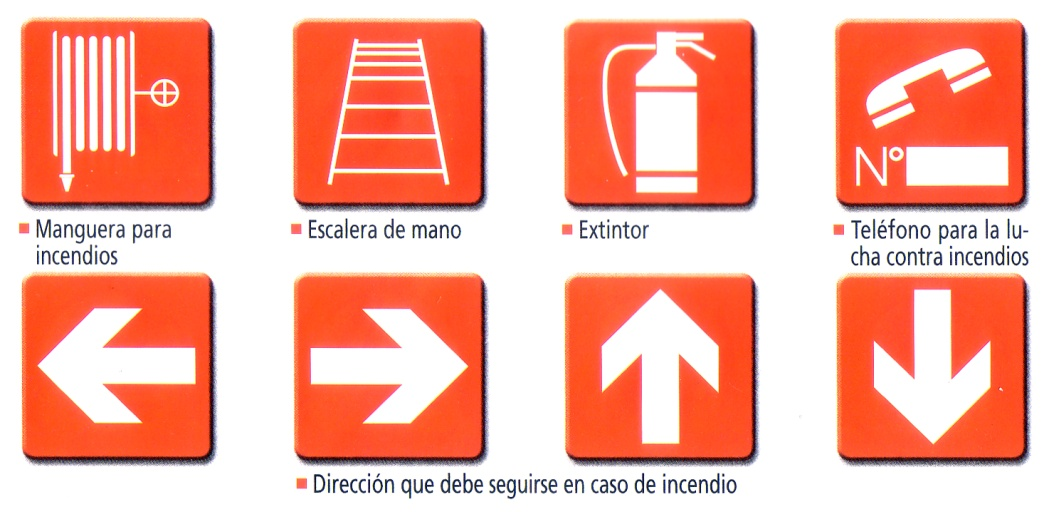 Nº
Manguera para
incendios
Escalera de mano
Extintor
Teléfono para la lu-
cha contra incendios
Dirección que debe seguirse en caso de incendio